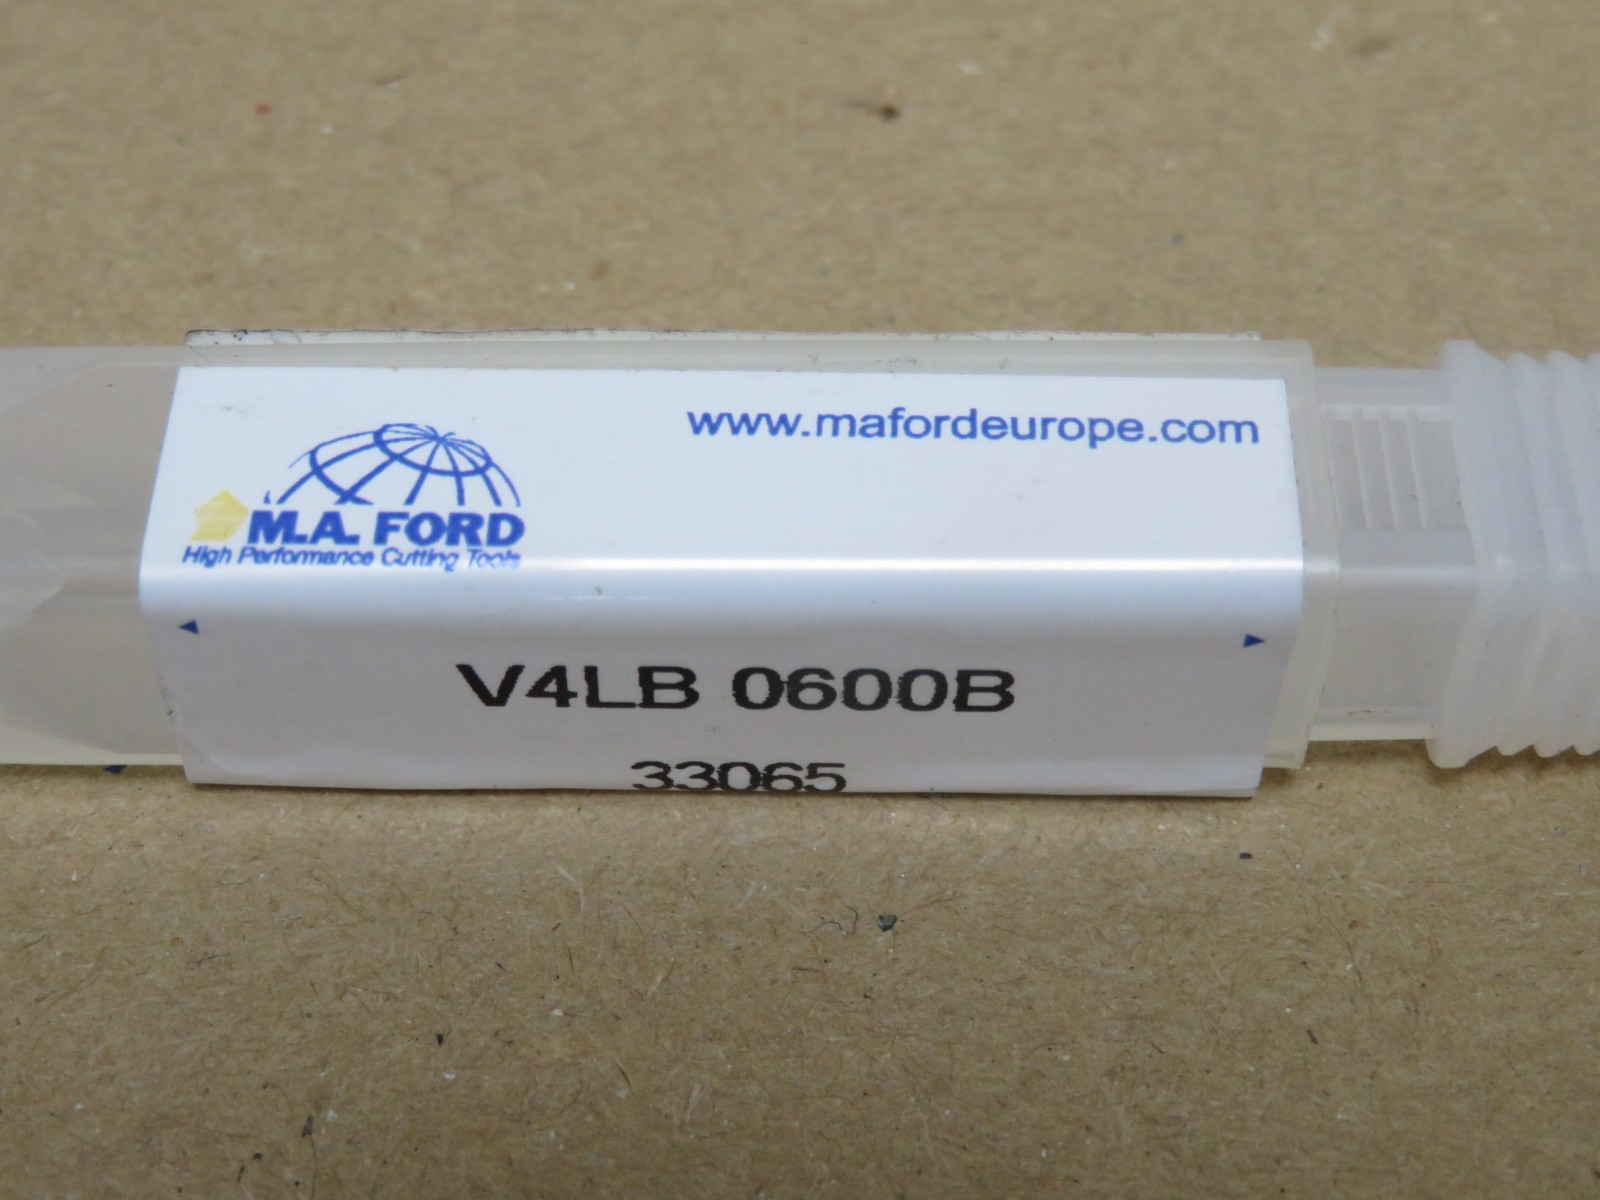 www.mafordeurope.com
M.A. FORD
High Performance Cutting Tools
V4LB 0600B
33065